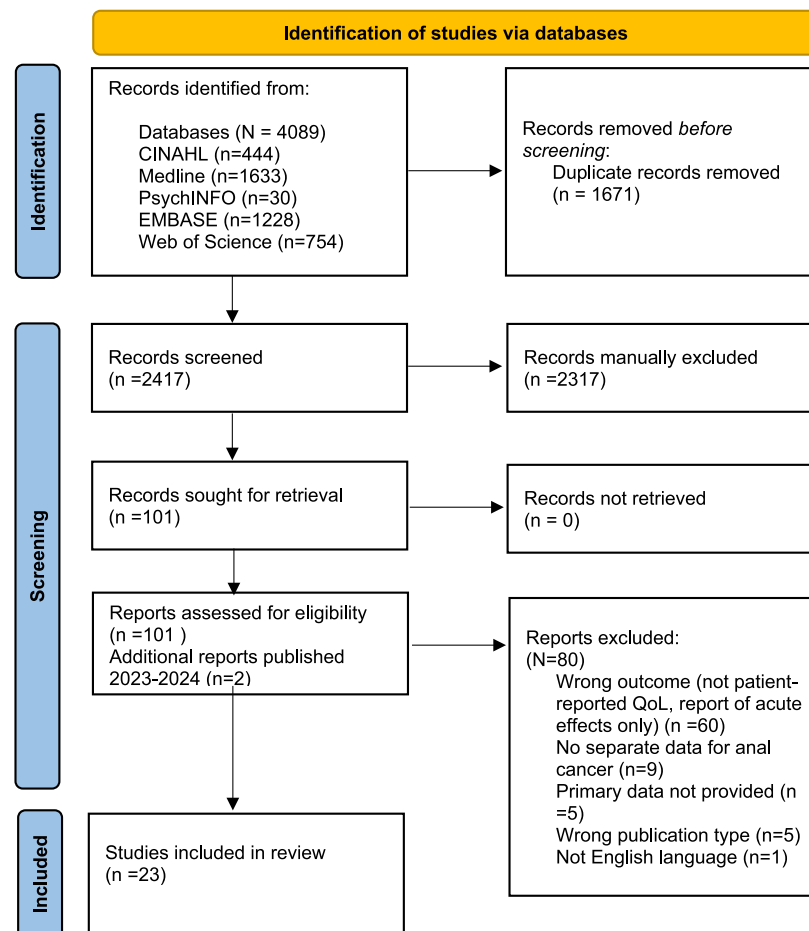 Identification of studies via databases
Identification
Records identified from:
Databases (N = 4089)
CINAHL (n=444)
Medline (n=1633)
PsychINFO (n=30)
EMBASE (n=1228)
Web of Science (n=754)
Records removed before
screening:
Duplicate records removed
(n = 1671)
Screening
Records screened
(n =2417)
Records manually excluded
(n =2317)
Records sought for retrieval
(n =101)
Records not retrieved
(n = 0)
Reports assessed for eligibility
(n =101 )
Additional reports published
2023-2024 (n=2)
Reports excluded:
(N=80)
Wrong outcome (not patient-
reported QoL, report of acute
effects only) (n =60)
No separate data for anal
cancer (n=9)
Primary data not provided (n
=5)
Wrong publication type (n=5)
Not English language (n=1)
Included
Studies included in review
(n =23)